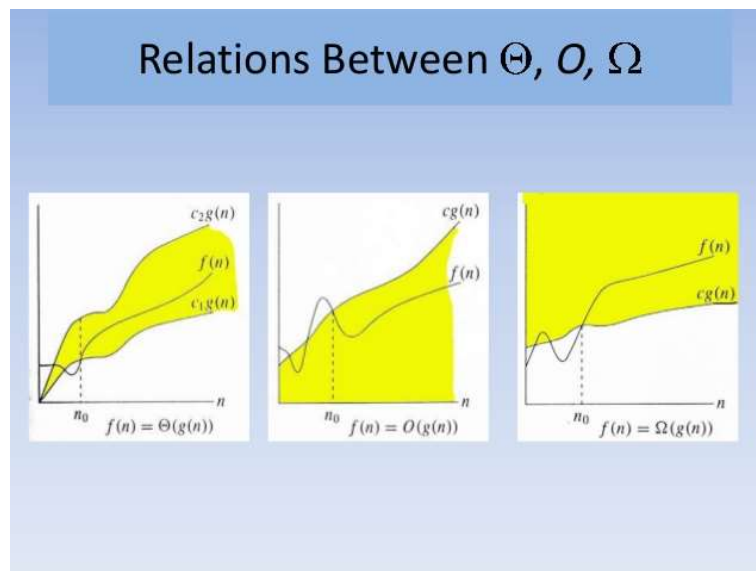 Relations Between Θ, O, Ω
c₂g(n)
f(n)
c₁g(n)
n
n₀
f(n) = Θ(g(n))
cg(n)
f(n)
n
n₀
f(n) = O(g(n))
f(n)
cg(n)
n
n₀
f(n) = Ω(g(n))